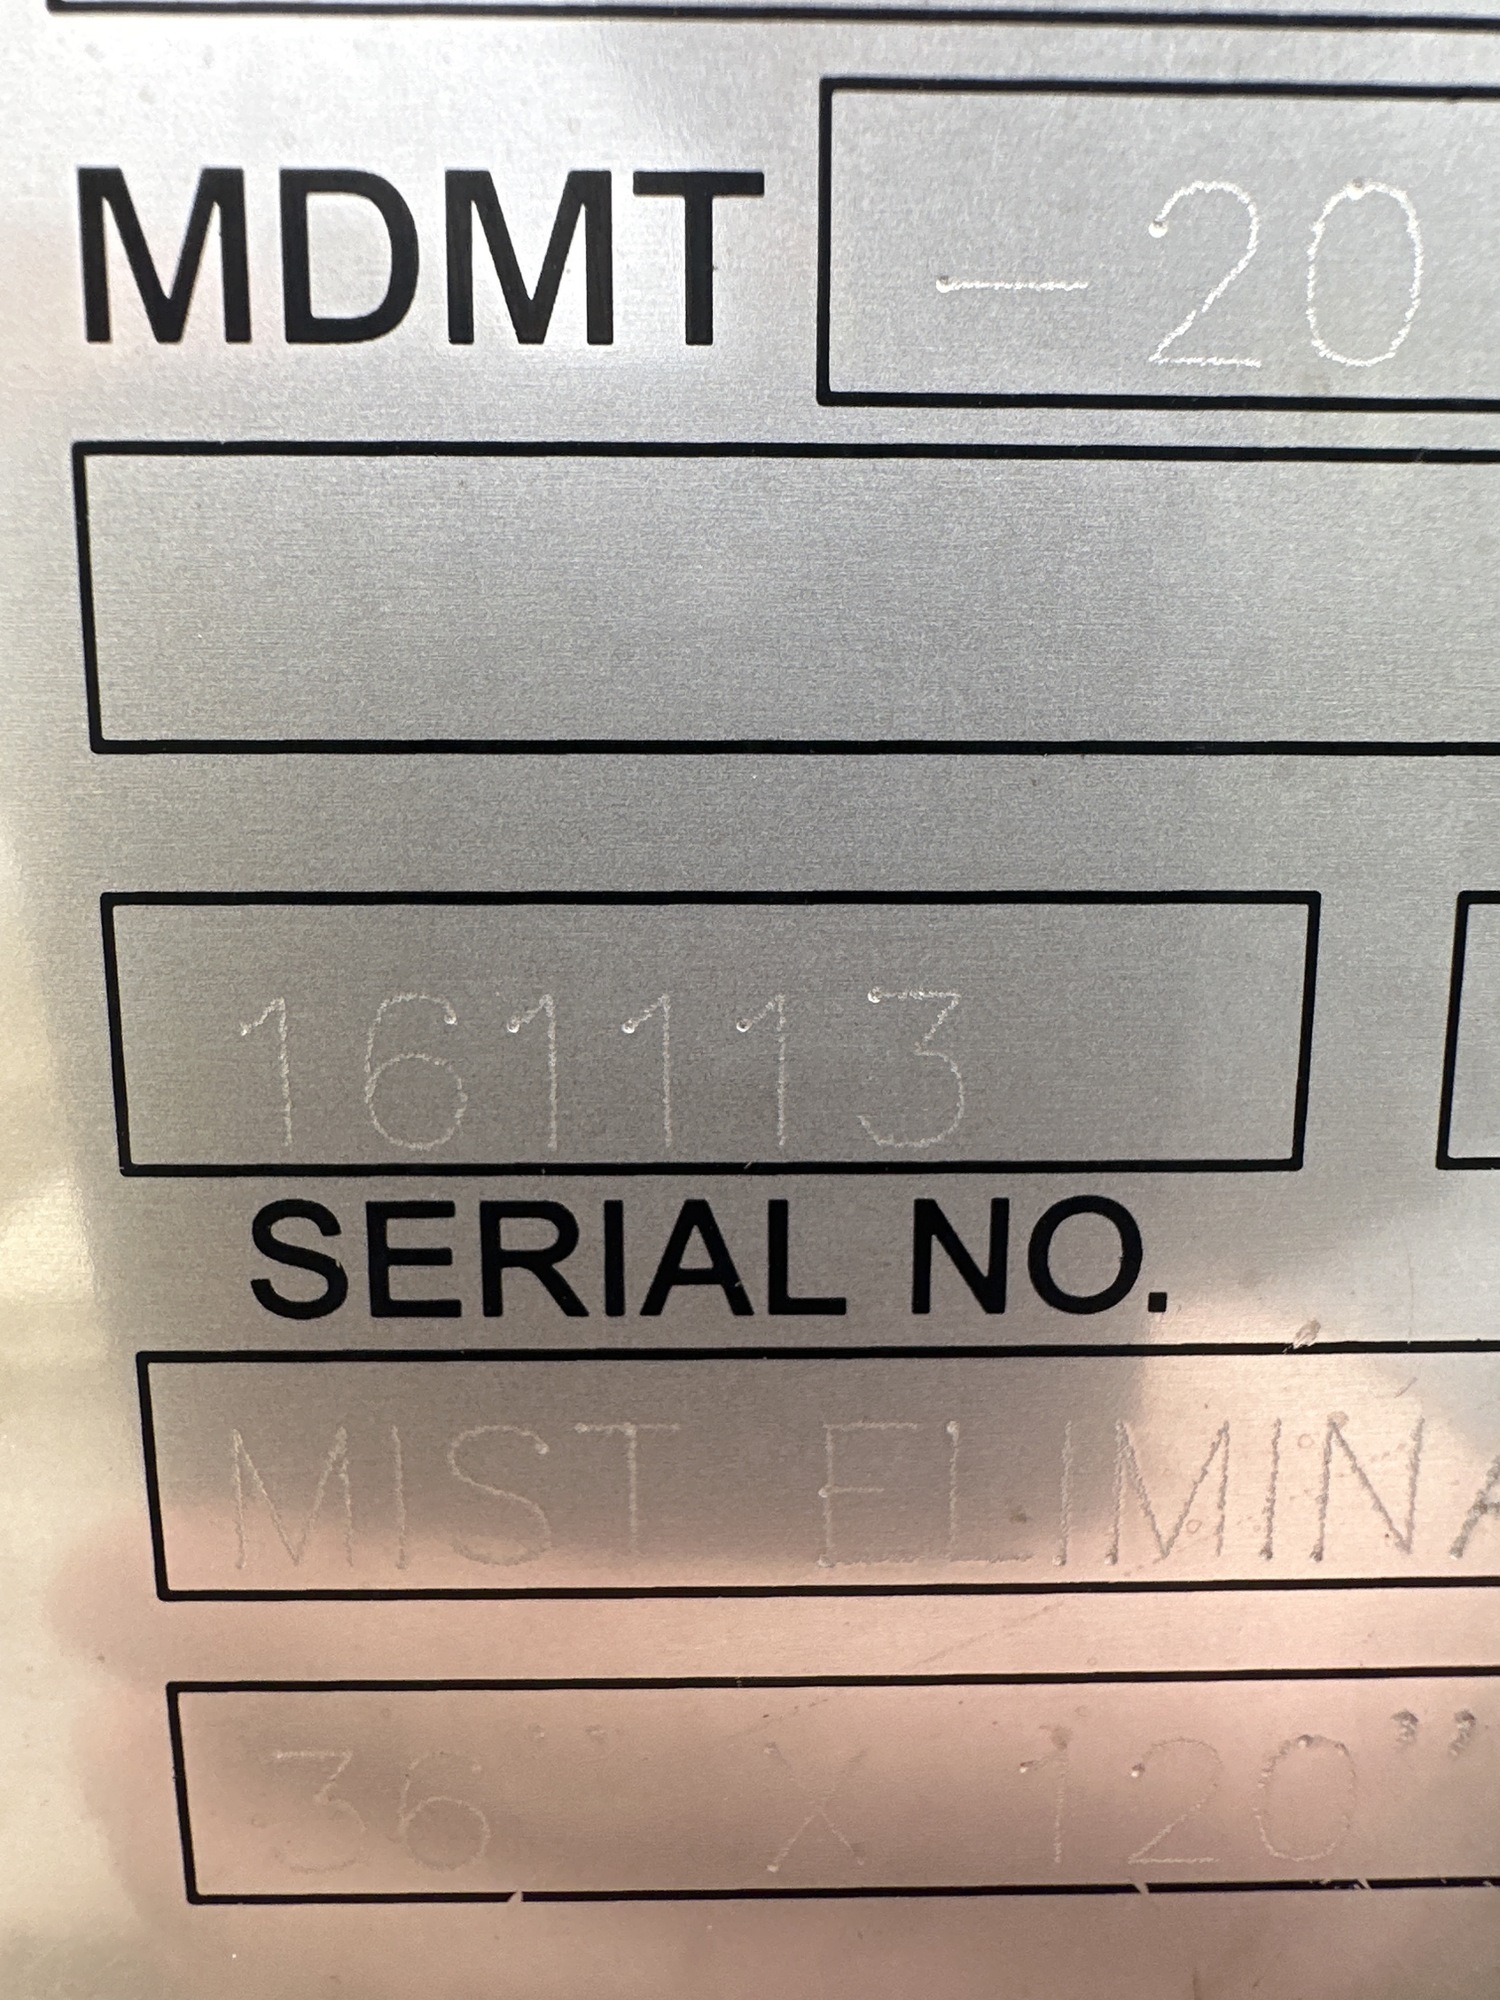 MDMT -20
161113
SERIAL NO.
MIST ELIMINA
36" X 120"